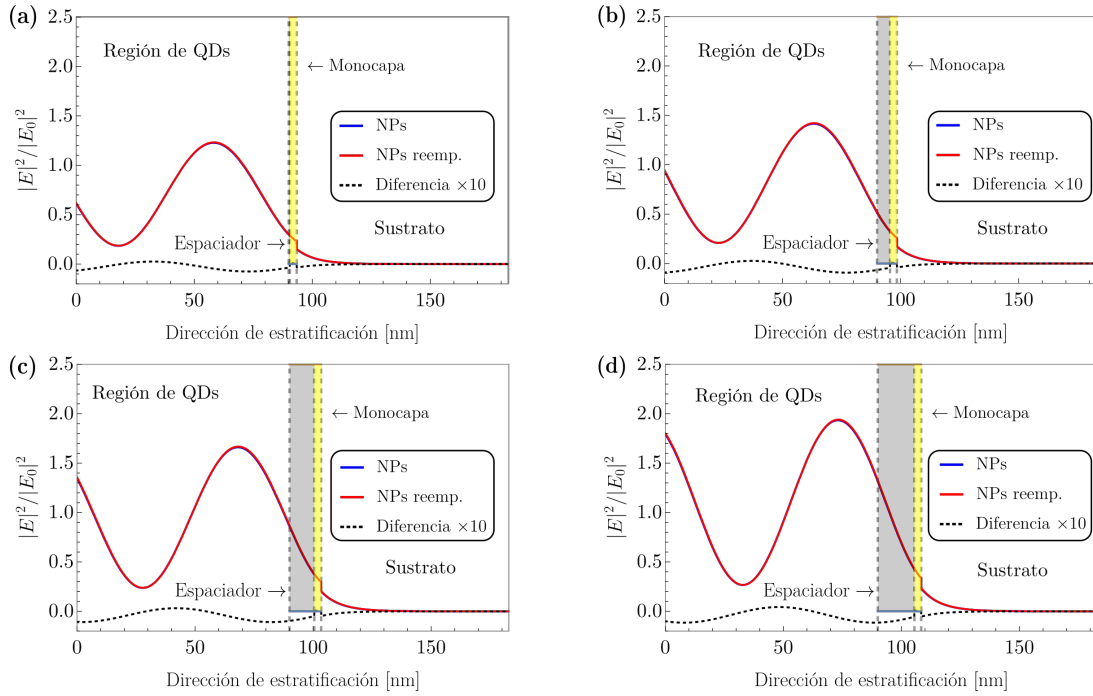 (a)
2.5
2.0
1.5
1.0
0.5
0.0
|E|²/|E₀|²
Región de QDs
← Monocapa
NPs
NPs reemp.
Diferencia ×10
Sustrato
Espaciador →
0
50
100
150
Dirección de estratificación [nm]
(b)
2.5
2.0
1.5
1.0
0.5
0.0
|E|²/|E₀|²
Región de QDs
← Monocapa
NPs
NPs reemp.
Diferencia ×10
Sustrato
Espaciador →
0
50
100
150
Dirección de estratificación [nm]
(c)
2.5
2.0
1.5
1.0
0.5
0.0
|E|²/|E₀|²
Región de QDs
← Monocapa
NPs
NPs reemp.
Diferencia ×10
Sustrato
Espaciador →
0
50
100
150
Dirección de estratificación [nm]
(d)
2.5
2.0
1.5
1.0
0.5
0.0
|E|²/|E₀|²
Región de QDs
← Monocapa
NPs
NPs reemp.
Diferencia ×10
Sustrato
Espaciador →
0
50
100
150
Dirección de estratificación [nm]